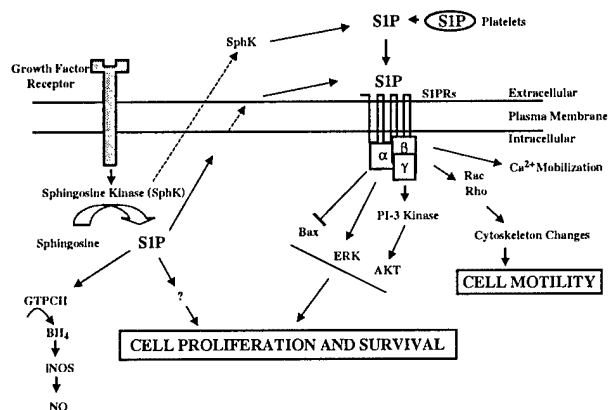 SphK
S1P
S1P
Platelets
Growth Factor
Receptor
S1P
S1PRs
Extracellular
Plasma Membrane
Intracellular
α
β
γ
Ca2+ Mobilization
Rac
Rho
Sphingosine Kinase (SphK)
PI-3 Kinase
Bax
Sphingosine
S1P
Cytoskeleton Changes
ERK
AKT
CELL MOTILITY
GTPCH
?
BH4
CELL PROLIFERATION AND SURVIVAL
INOS
NO